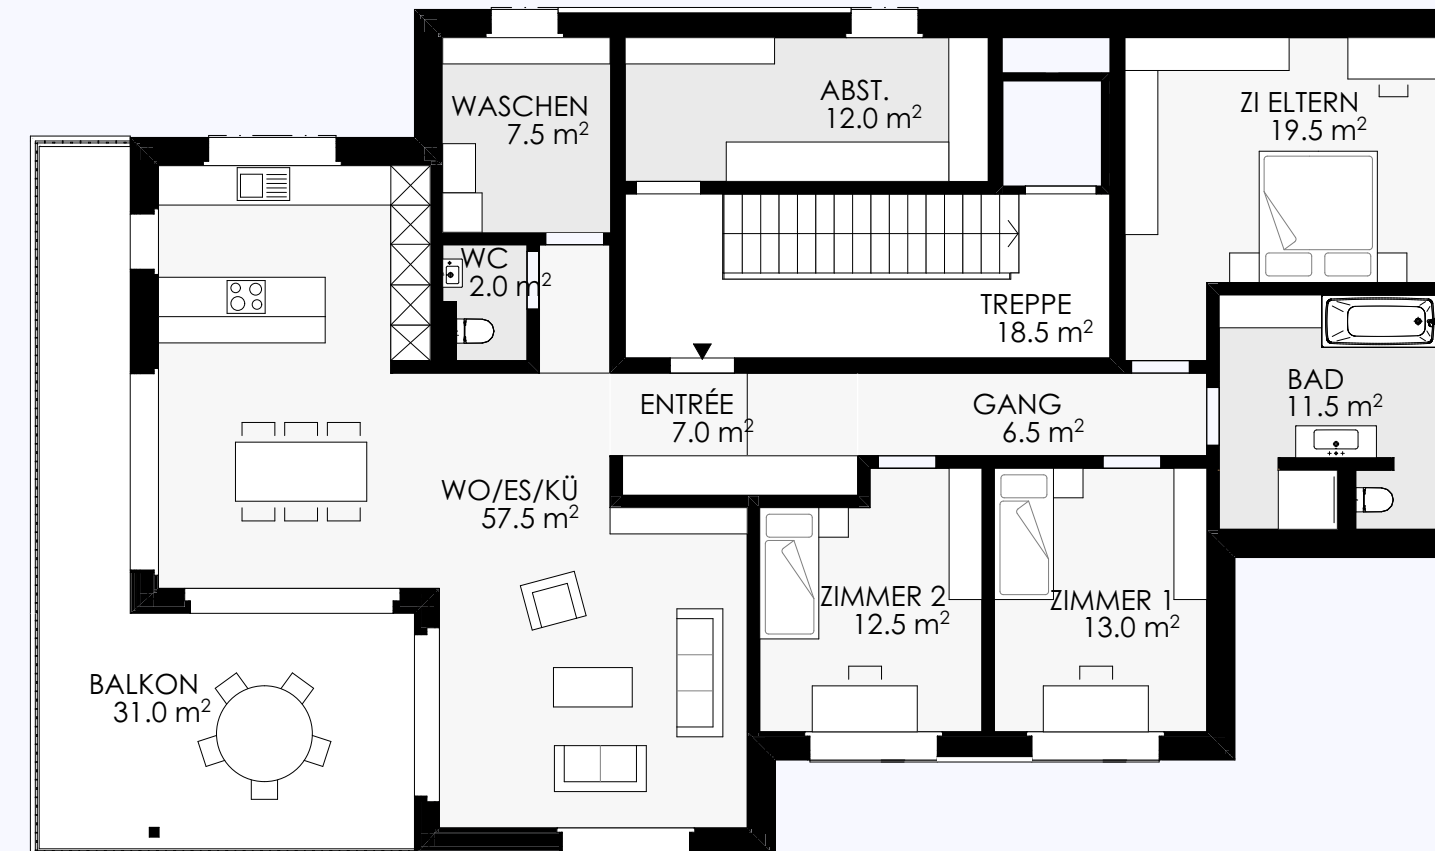 WASCHEN
7.5 m²
ABST.
12.0 m²
ZI ELTERN
19.5 m²
WC
2.0 m²
TREPPE
18.5 m²
BAD
11.5 m²
ENTRÉE
7.0 m²
GANG
6.5 m²
WO/ES/KÜ
57.5 m²
ZIMMER 2
12.5 m²
ZIMMER 1
13.0 m²
BALKON
31.0 m²